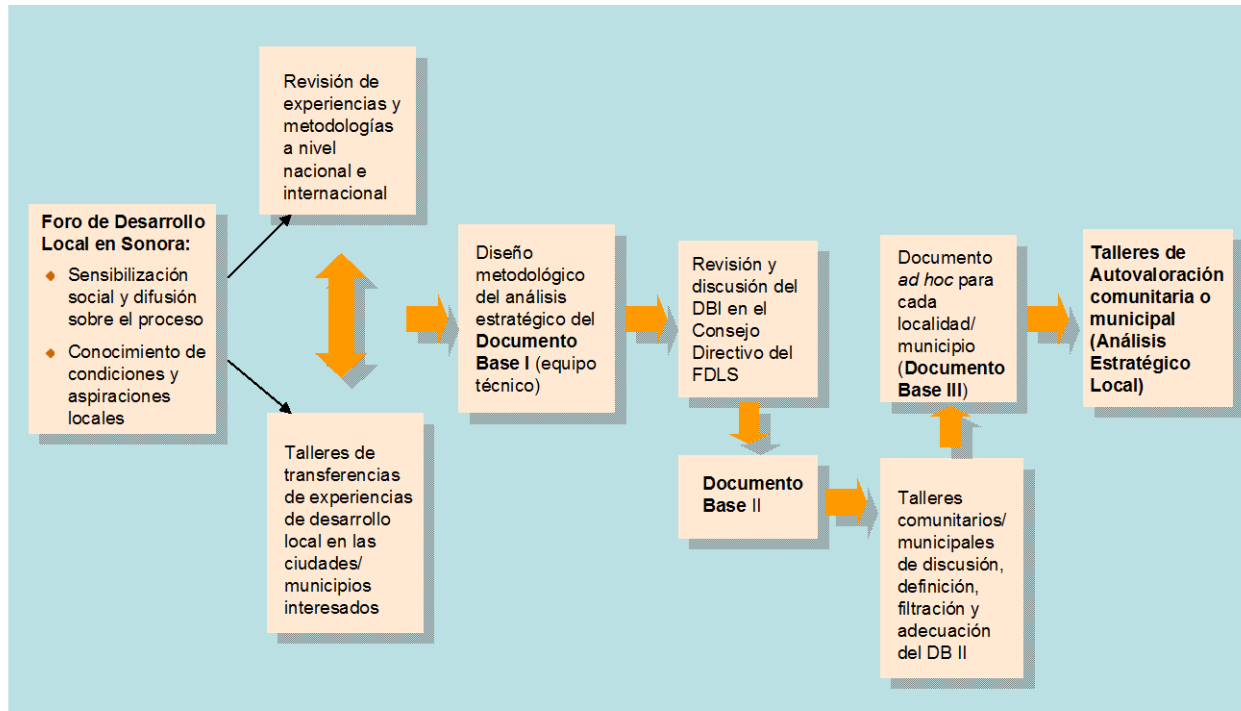 Foro de Desarrollo
Local en Sonora:
Sensibilización
social y difusión
sobre el proceso
Conocimiento de
condiciones y
aspiraciones
locales
Revisión de
experiencias y
metodologías
a nivel
nacional e
internacional
Talleres de
transferencias
de experiencias
de desarrollo
local en las
ciudades/
municipios
interesados
Diseño
metodológico
del análisis
estratégico del
Documento
Base I (equipo
técnico)
Revisión y
discusión del
DBI en el
Consejo
Directivo del
FDLS
Documento
Base II
Talleres
comunitarios/
municipales
de discusión,
definición,
filtración y
adecuación
del DB II
Documento
ad hoc para
cada
localidad/
municipio
(Documento
Base III)
Talleres de
Autovaloración
comunitaria o
municipal
(Análisis
Estratégico
Local)